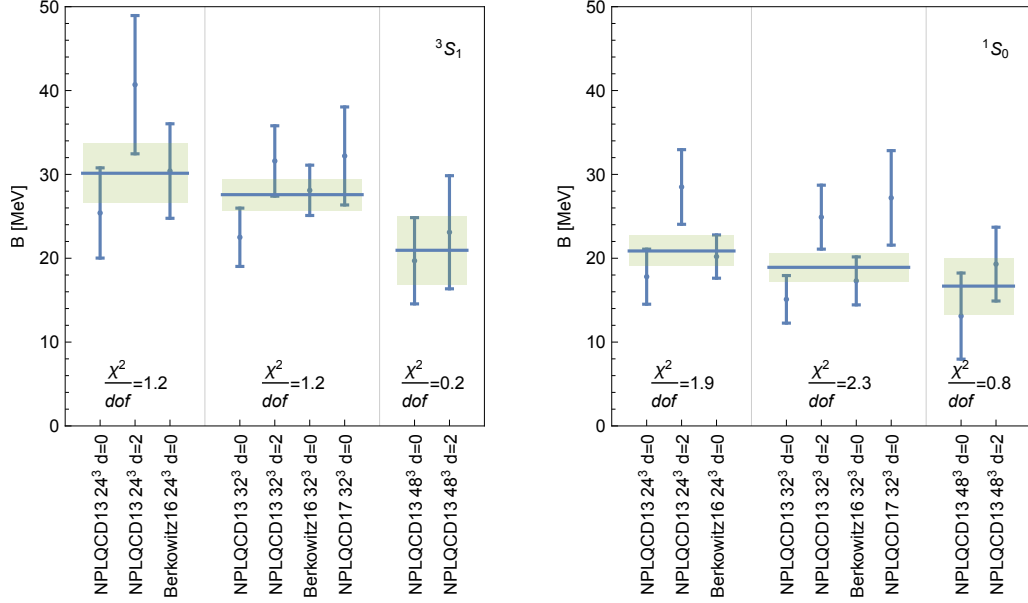 50
40
30
20
10
0
B [MeV]
³S₁
χ²/dof=1.2
χ²/dof=1.2
χ²/dof=0.2
NPLQCD13 24³ d=0
NPLQCD13 24³ d=2
Berkowitz16 24³ d=0
NPLQCD13 32³ d=0
NPLQCD13 32³ d=2
Berkowitz16 32³ d=0
NPLQCD17 32³ d=0
NPLQCD13 48³ d=0
NPLQCD13 48³ d=2
50
40
30
20
10
0
B [MeV]
¹S₀
χ²/dof=1.9
χ²/dof=2.3
χ²/dof=0.8
NPLQCD13 24³ d=0
NPLQCD13 24³ d=2
Berkowitz16 24³ d=0
NPLQCD13 32³ d=0
NPLQCD13 32³ d=2
Berkowitz16 32³ d=0
NPLQCD17 32³ d=0
NPLQCD13 48³ d=0
NPLQCD13 48³ d=2